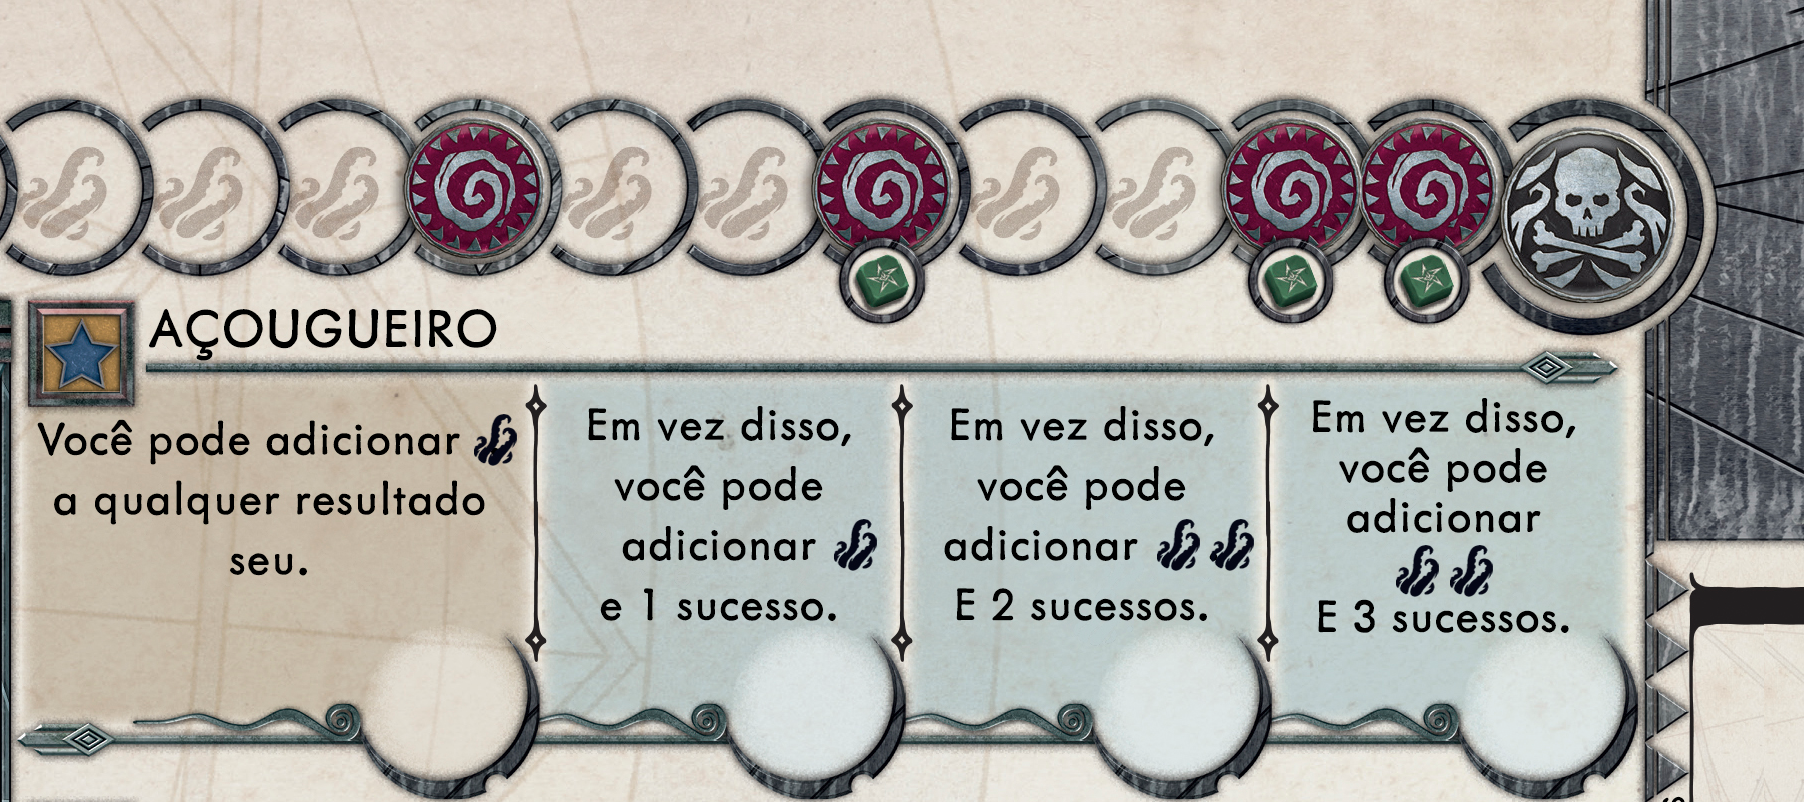 AÇOUGUEIRO
Você pode adicionar
a qualquer resultado
seu.
Em vez disso,
você pode
adicionar
e 1 sucesso.
Em vez disso,
você pode
adicionar
E 2 sucessos.
Em vez disso,
você pode
adicionar
E 3 sucessos.